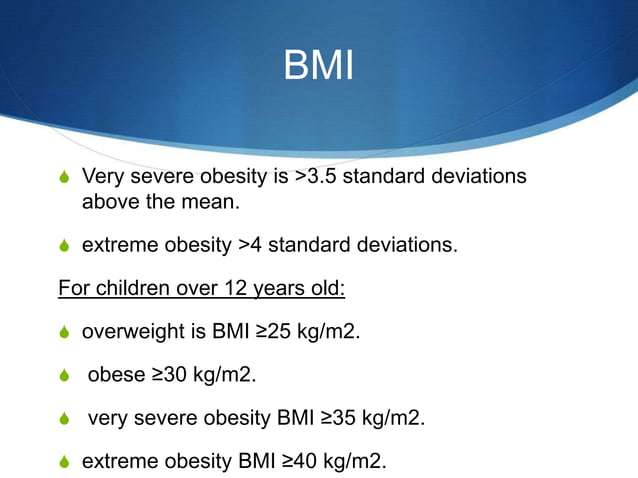 BMI
Very severe obesity is >3.5 standard deviations
above the mean.
extreme obesity >4 standard deviations.
For children over 12 years old:
overweight is BMI ≥25 kg/m2.
obese ≥30 kg/m2.
very severe obesity BMI ≥35 kg/m2.
extreme obesity BMI ≥40 kg/m2.